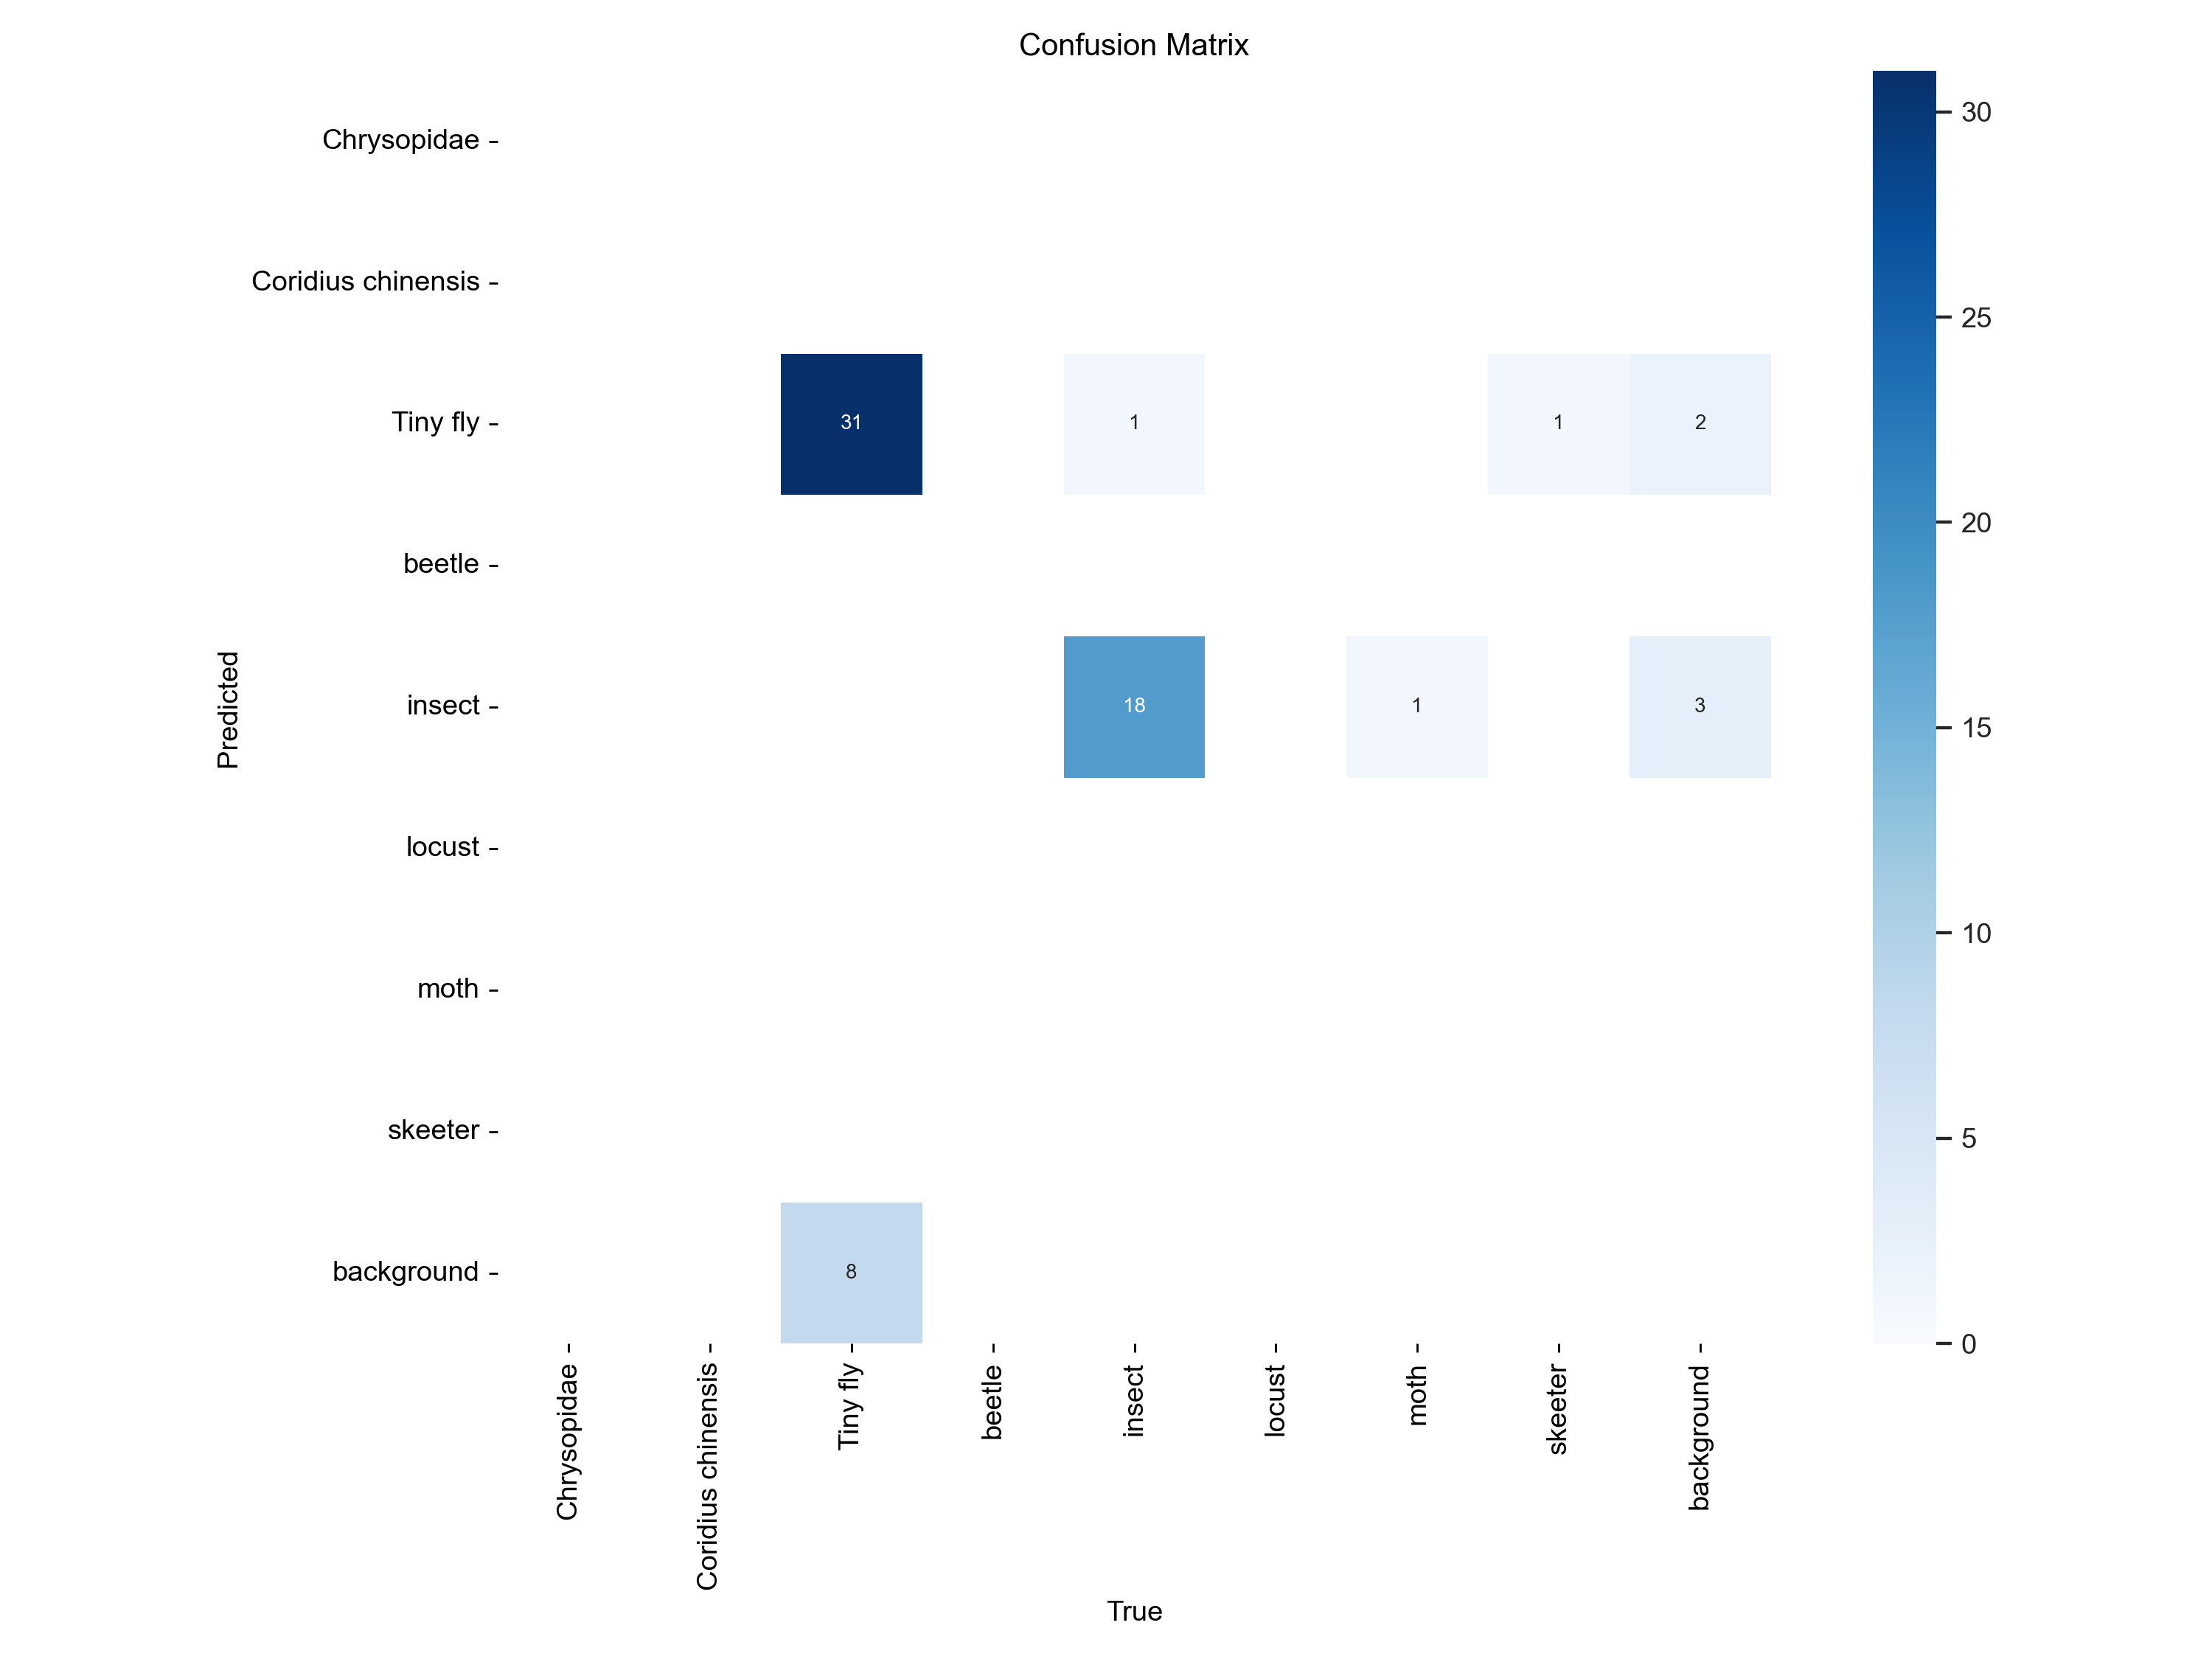 Confusion Matrix
Chrysopidae
Coridius chinensis
Tiny fly
beetle
insect
locust
moth
skeeter
background
Predicted
31 1 1 2
18 1 3
8
Chrysopidae
Coridius chinensis
Tiny fly
beetle
insect
locust
moth
skeeter
background
True
30
25
20
15
10
5
0